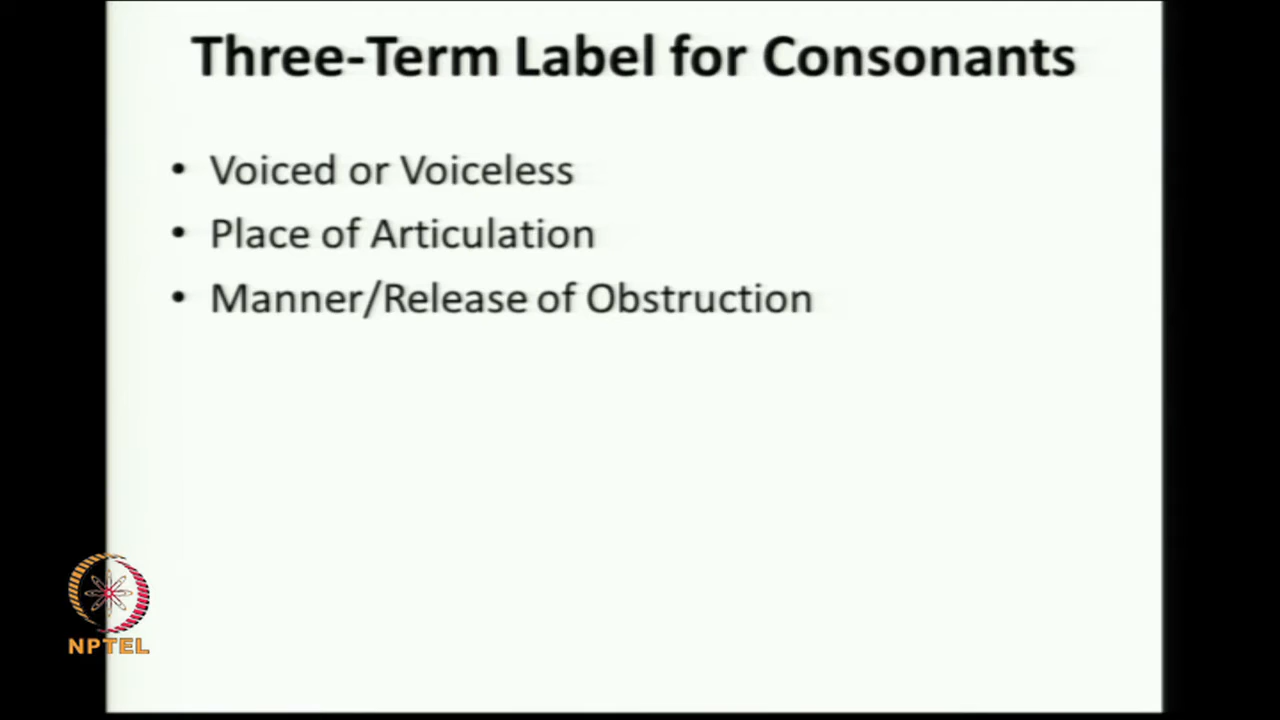 Three-Term Label for Consonants
• Voiced or Voiceless
• Place of Articulation
• Manner/Release of Obstruction
NPTEL